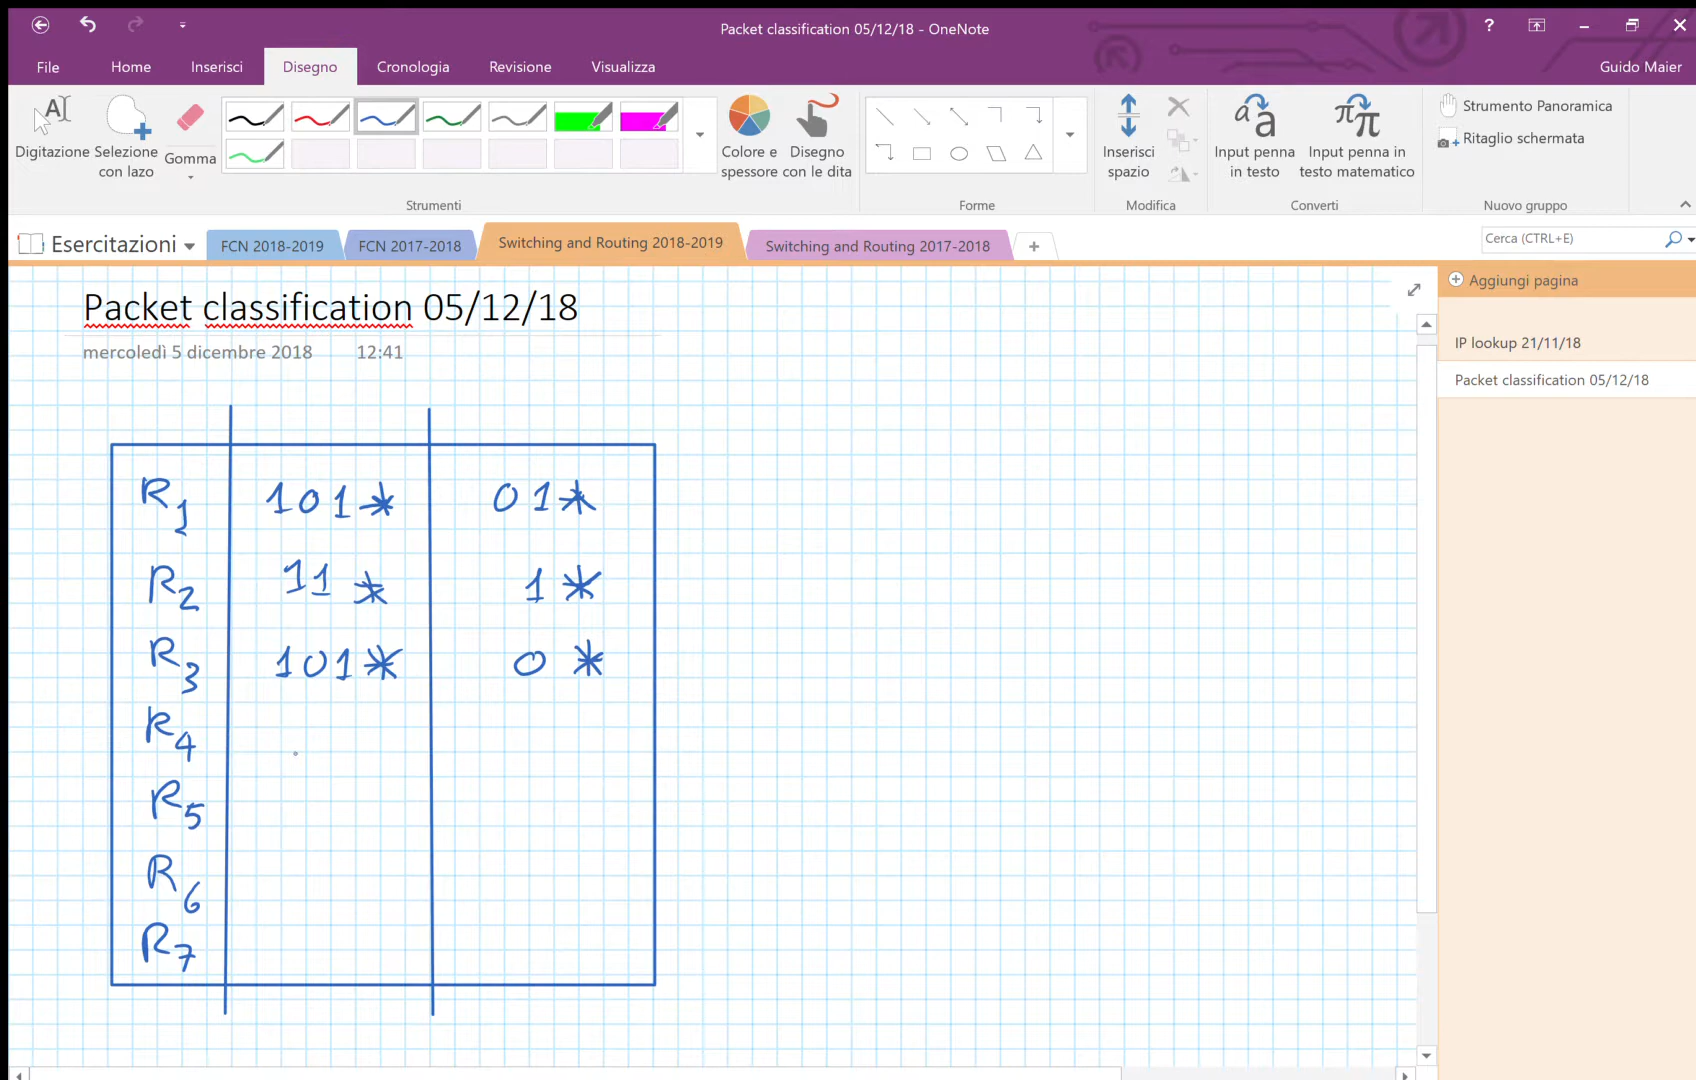 Packet classification 05/12/18 - OneNote
?
File Home Inserisci Disegno Cronologia Revisione Visualizza Guido Maier
Digitazione
Selezione con lazo
Gomma
Colore e spessore
Disegno con le dita
Inserisci spazio
Input penna in testo
Input penna in testo matematico
Strumento Panoramica
Ritaglio schermata
Strumenti Forme Modifica Converti Nuovo gruppo
Esercitazioni FCN 2018-2019 FCN 2017-2018 Switching and Routing 2018-2019 Switching and Routing 2017-2018 + Cerca (CTRL+E)
Aggiungi pagina
IP lookup 21/11/18
Packet classification 05/12/18
Packet classification 05/12/18
mercoledì 5 dicembre 2018 12:41
R1 101* 01*
R2 11* 1*
R3 101* 0*
R4
R5
R6
R7